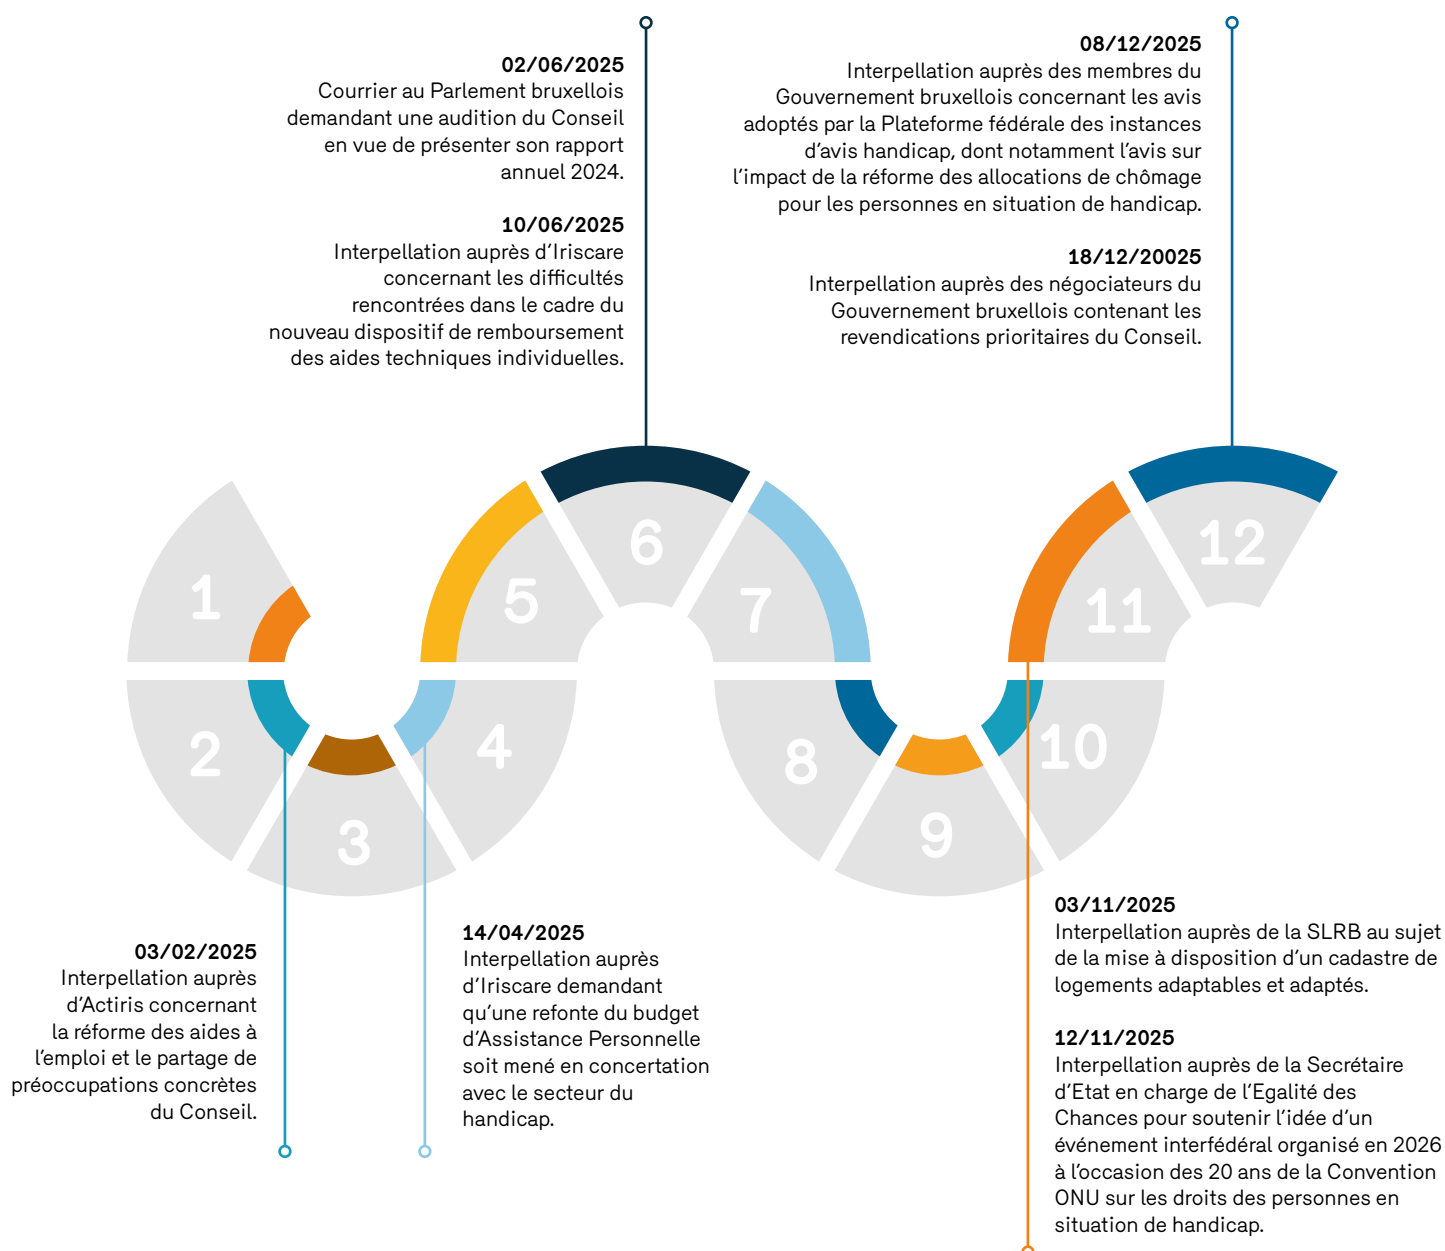 02/06/2025
Courrier au Parlement bruxellois
demandant une audition du Conseil
en vue de présenter son rapport
annuel 2024.
10/06/2025
Interpellation auprès d’Iriscare
concernant les difficultés
rencontrées dans le cadre du
nouveau dispositif de remboursement
des aides techniques individuelles.
08/12/2025
Interpellation auprès des membres du
Gouvernement bruxellois concernant les avis
adoptés par la Plateforme fédérale des instances
d’avis handicap, dont notamment l’avis sur
l’impact de la réforme des allocations de chômage
pour les personnes en situation de handicap.
18/12/20025
Interpellation auprès des négociateurs du
Gouvernement bruxellois contenant les
revendications prioritaires du Conseil.
1
2
3
4
5
6
7
8
9
10
11
12
03/02/2025
Interpellation auprès
d’Actiris concernant
la réforme des aides à
l’emploi et le partage de
préoccupations concrètes
du Conseil.
14/04/2025
Interpellation auprès
d’Iriscare demandant
qu’une refonte du budget
d’Assistance Personnelle
soit mené en concertation
avec le secteur du
handicap.
03/11/2025
Interpellation auprès de la SLRB au sujet
de la mise à disposition d’un cadastre de
logements adaptables et adaptés.
12/11/2025
Interpellation auprès de la Secrétaire
d’Etat en charge de l’Egalité des
Chances pour soutenir l’idée d’un
événement interfédéral organisé en 2026
à l’occasion des 20 ans de la Convention
ONU sur les droits des personnes en
situation de handicap.